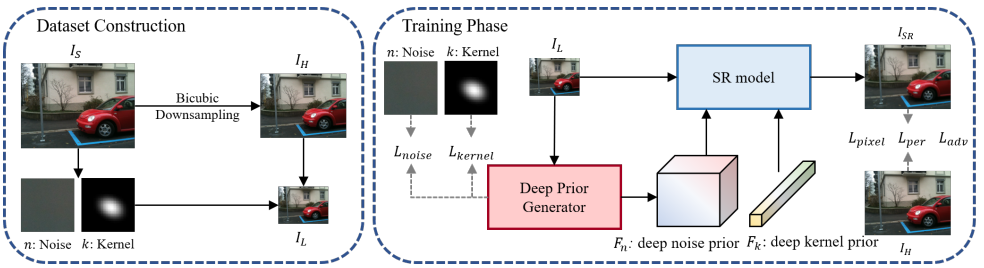 Dataset Construction
I_S
I_H
Bicubic
Downsampling
n: Noise k: Kernel
I_L
Training Phase
n: Noise k: Kernel
I_L
SR model
I_SR
L_noise L_kernel
L_pixel L_per L_adv
Deep Prior
Generator
F_n: deep noise prior F_k: deep kernel prior
I_H